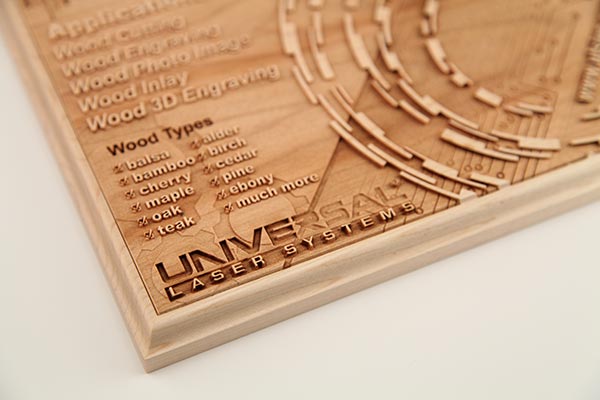 Application
Wood Cutting
Wood Engraving
Wood Photo Image
Wood Inlay
Wood 3D Engraving
Wood Types
balsa
bamboo
cherry
maple
oak
teak
alder
birch
cedar
pine
ebony
much more
UNIVERSAL
LASER SYSTEMS